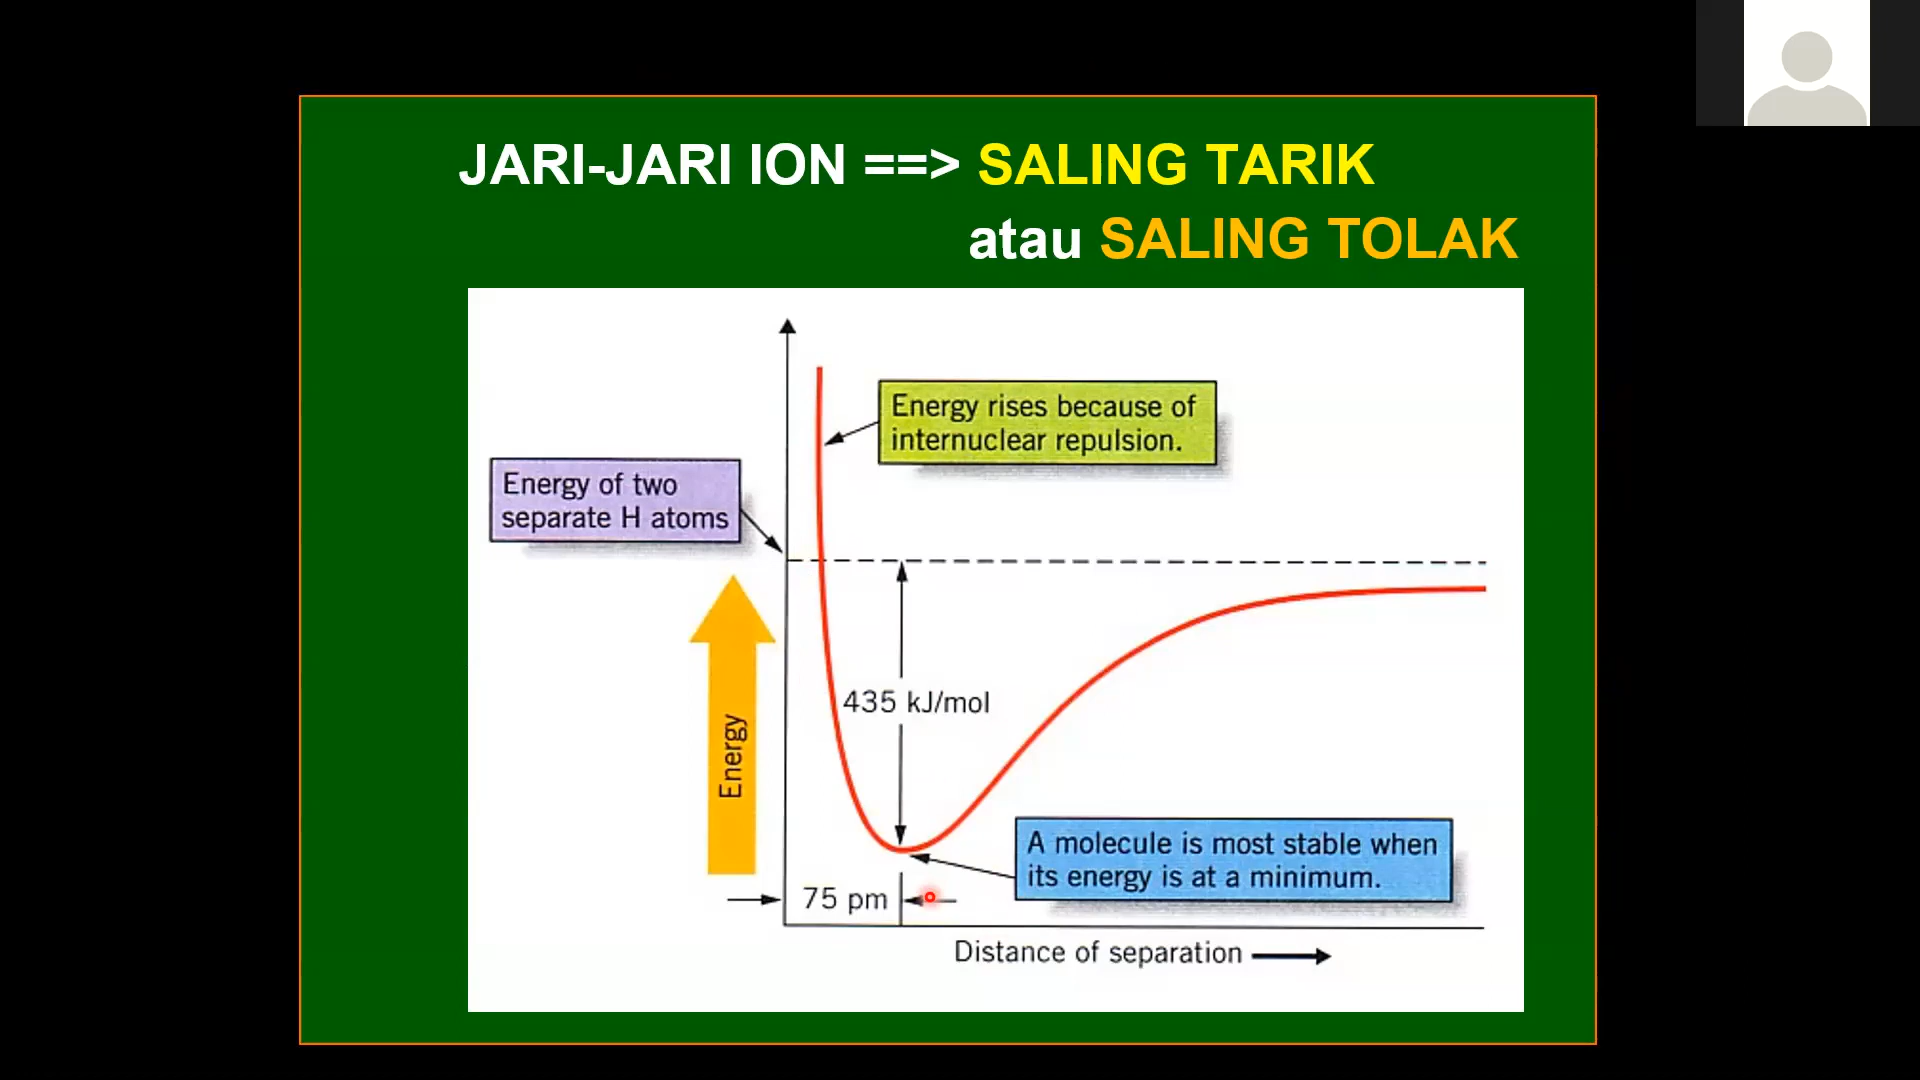 JARI-JARI ION ==> SALING TARIK
atau SALING TOLAK
Energy rises because of
internuclear repulsion.
Energy of two
separate H atoms
435 kJ/mol
Energy
A molecule is most stable when
its energy is at a minimum.
75 pm
Distance of separation